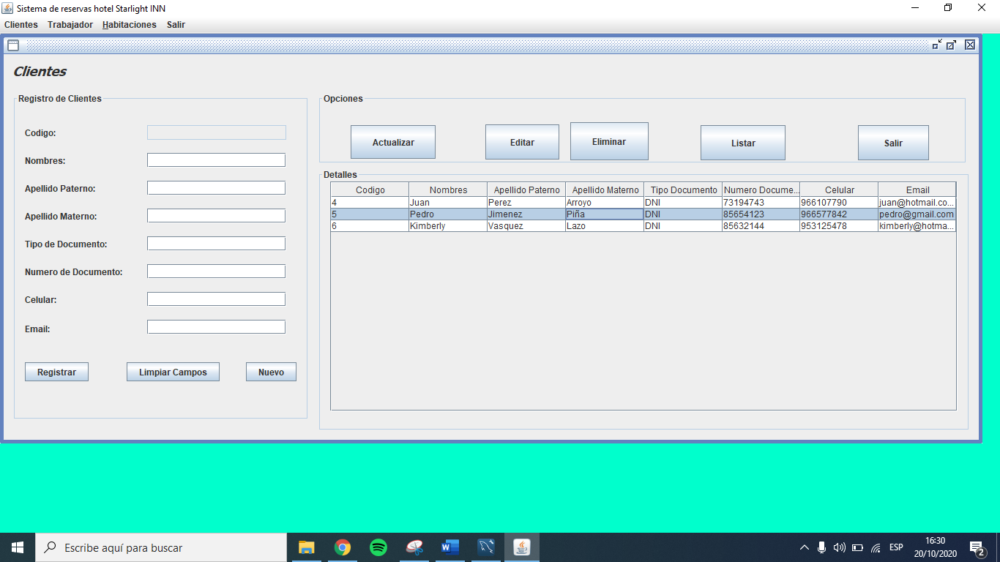 Sistema de reservas hotel Starlight INN
Clientes Trabajador Habitaciones Salir
Clientes
Registro de Clientes
Codigo:
Nombres:
Apellido Paterno:
Apellido Materno:
Tipo de Documento:
Numero de Documento:
Celular:
Email:
Registrar Limpiar Campos Nuevo
Opciones
Actualizar Editar Eliminar Listar Salir
Detalles
Codigo Nombres Apellido Paterno Apellido Materno Tipo Documento Numero Docume... Celular Email
4 Juan Perez Arroyo DNI 73194743 966107790 juan@hotmail.co...
5 Pedro Jimenez Piña DNI 85654123 966577842 pedro@gmail.com
6 Kimberly Vasquez Lazo DNI 85632144 953125478 kimberly@hotma...
Escribe aquí para buscar
ESP
16:30
20/10/2020
2